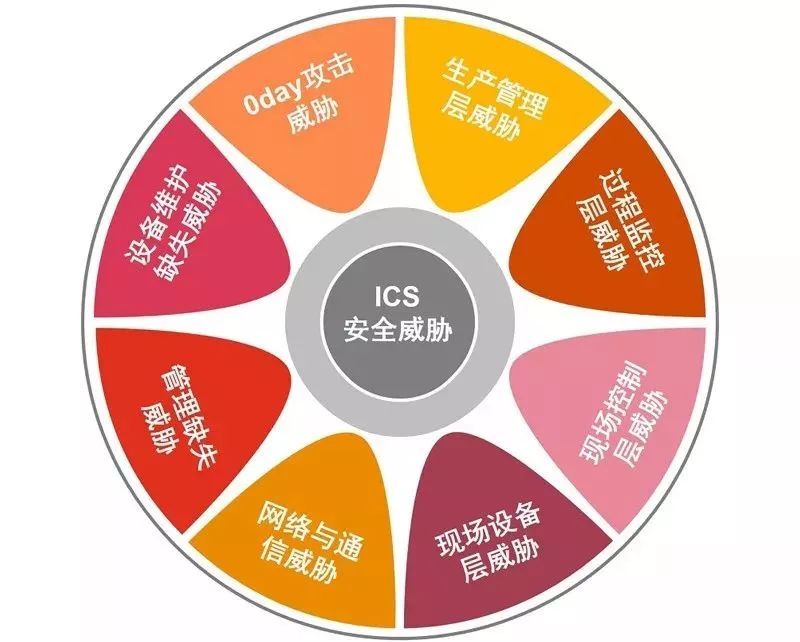 ICS
安全威胁
生产管理
层威胁
过程监控
层威胁
现场控制
层威胁
现场设备
层威胁
网络与通
信威胁
管理缺失
威胁
设备维护
缺失威胁
0day攻击
威胁